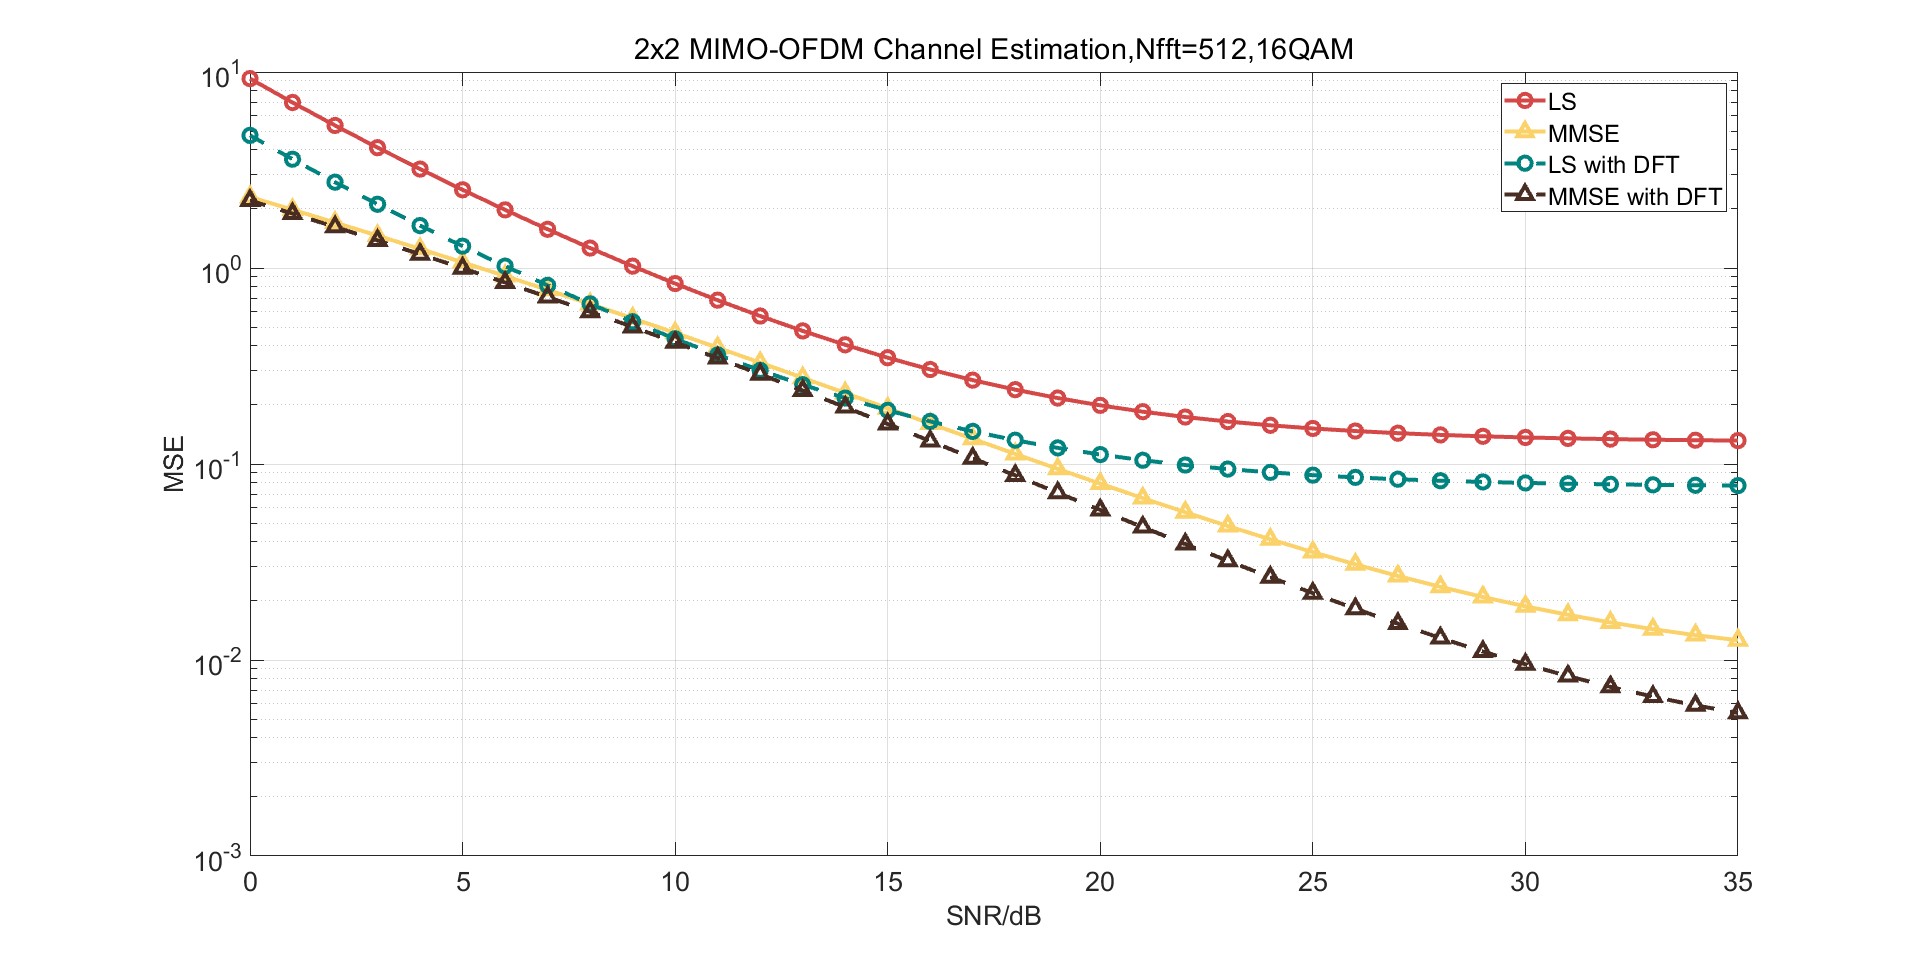 2x2 MIMO-OFDM Channel Estimation,Nfft=512,16QAM
LS
MMSE
LS with DFT
MMSE with DFT
10^1
10^0
10^-1
10^-2
10^-3
MSE
0 5 10 15 20 25 30 35
SNR/dB